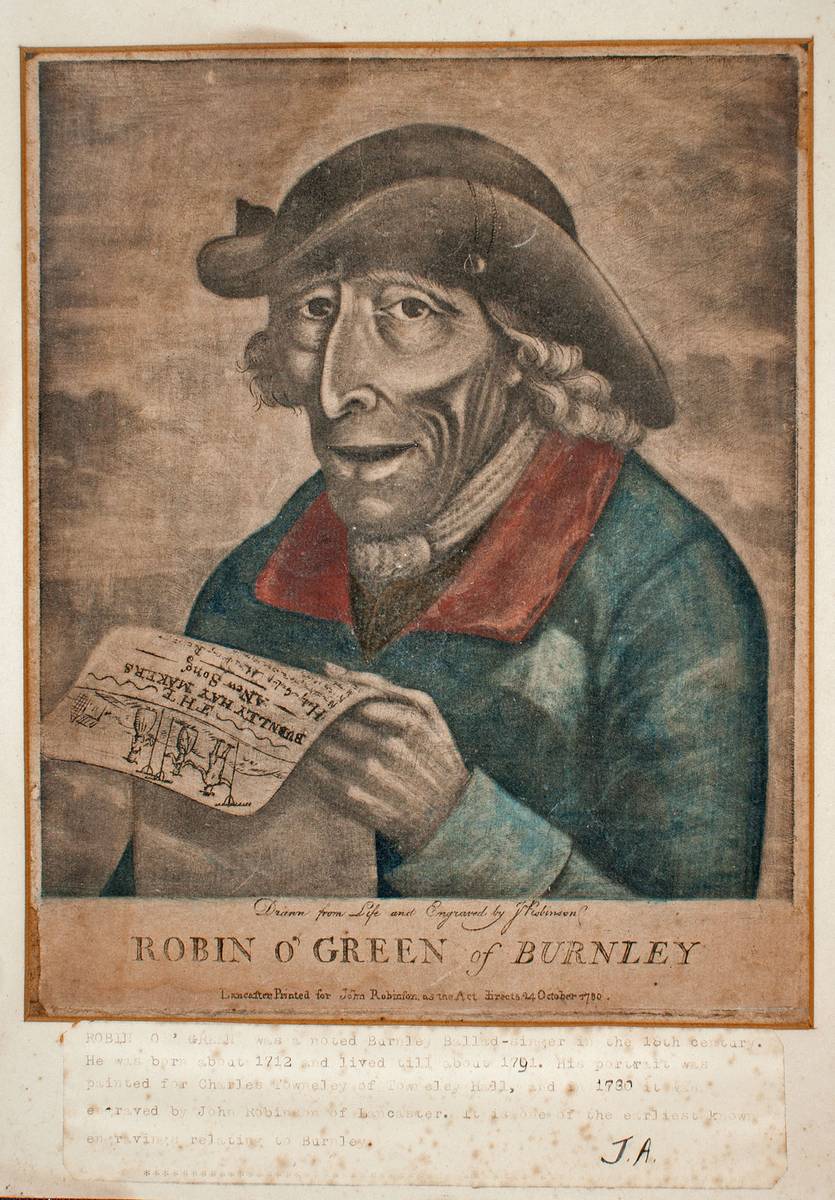 THE
BURNLEY HAY MAKERS
A New Song
Drawn from Life and Engraved by J Robinson
ROBIN O' GREEN of BURNLEY
Lancaster Printed for John Robinson, as the Act directs 24 October 1780.
ROBIN O' GREEN was a noted Burnley Ballad-singer in the 18th century.
He was born about 1712 and lived till about 1791. His portrait was
painted for Charles Towneley of Towneley Hall, and in 1780 it was
engraved by John Robinson of Lancaster. It is one of the earliest known
engravings relating to Burnley.
J.A.
******************